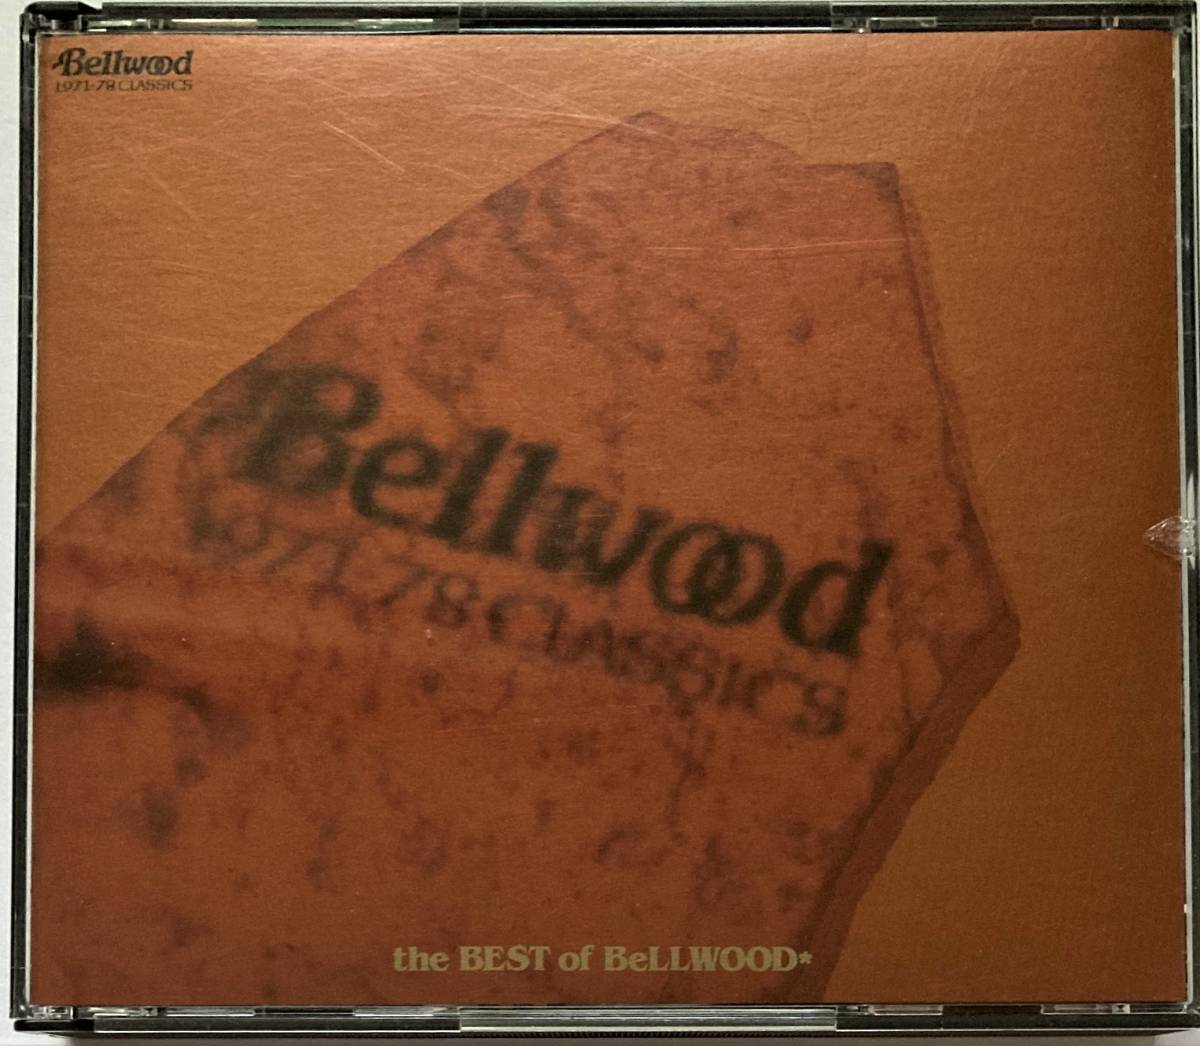 Bellwood
1971-78 CLASSICS
Bellwood
1971-78 CLASSICS
the BEST of BeLLWOOD*